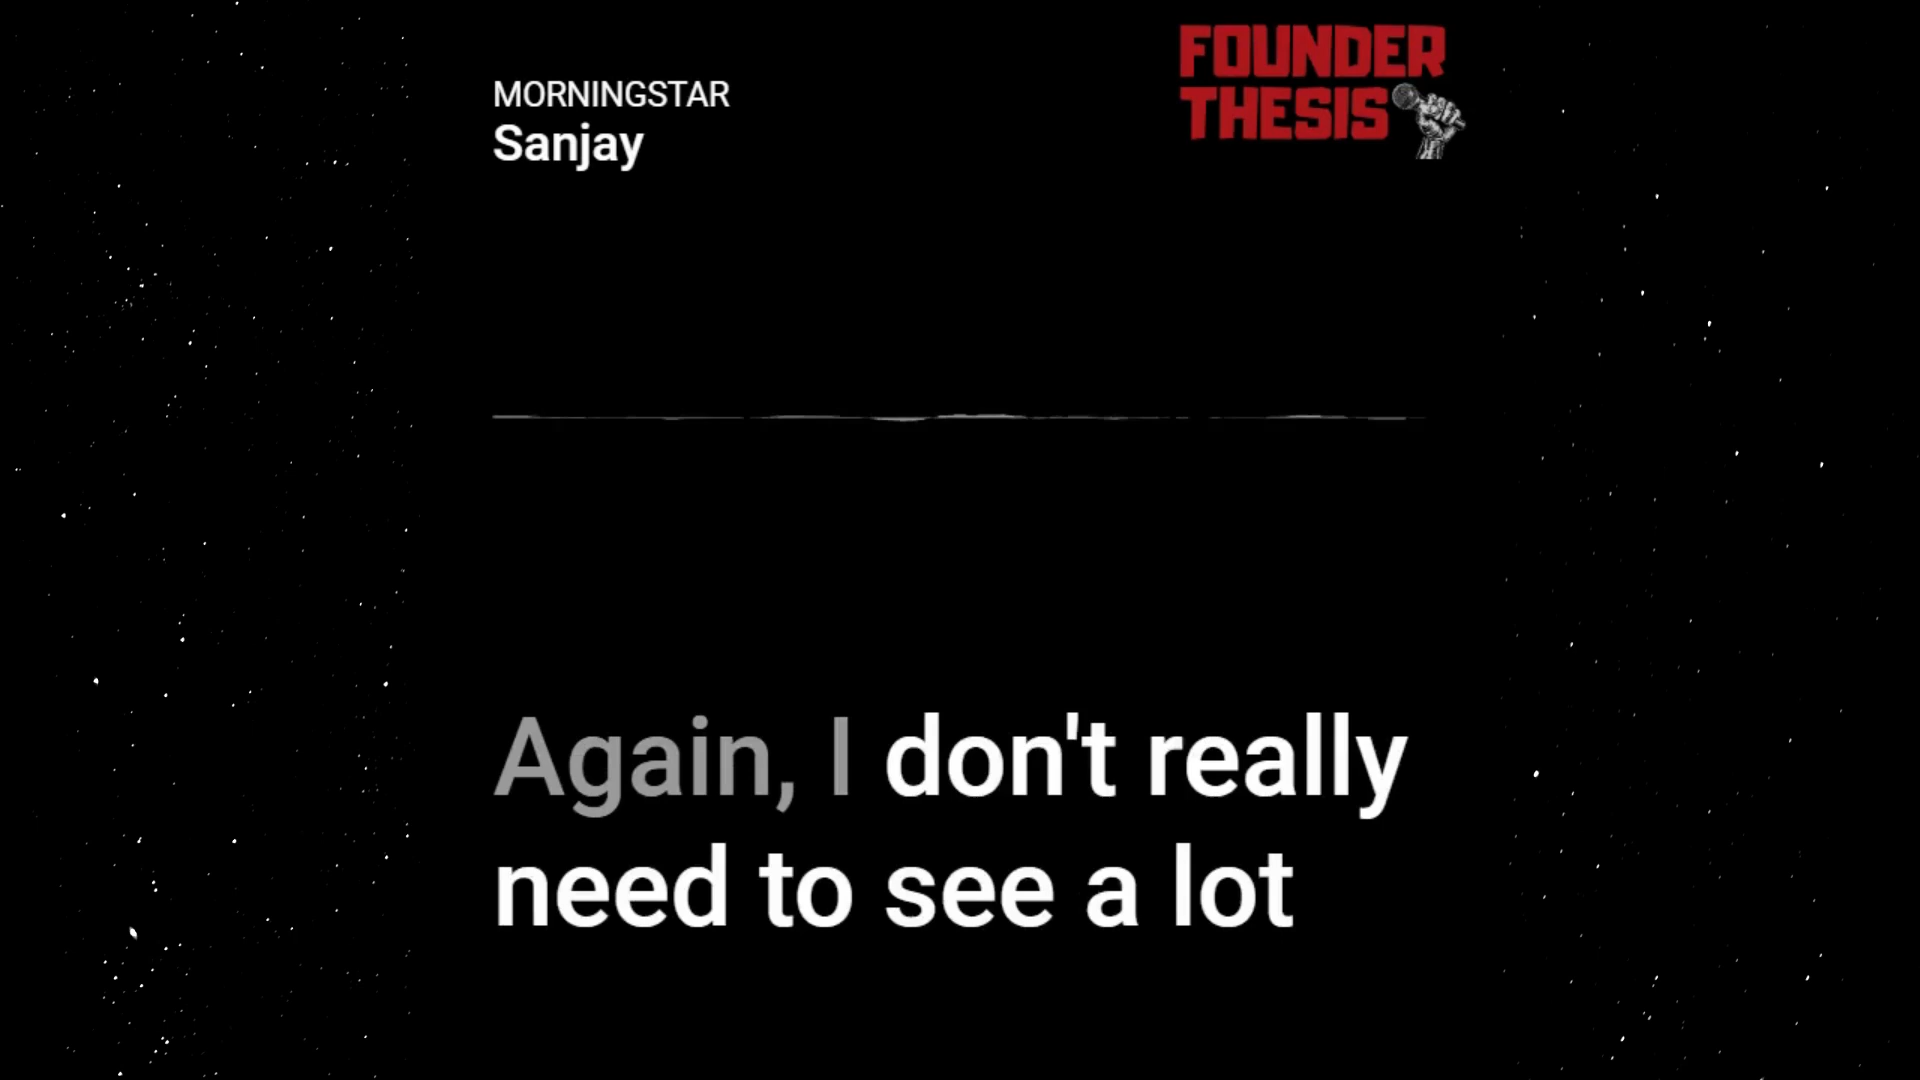 MORNINGSTAR
Sanjay
FOUNDER
THESIS
Again, I don't really
need to see a lot